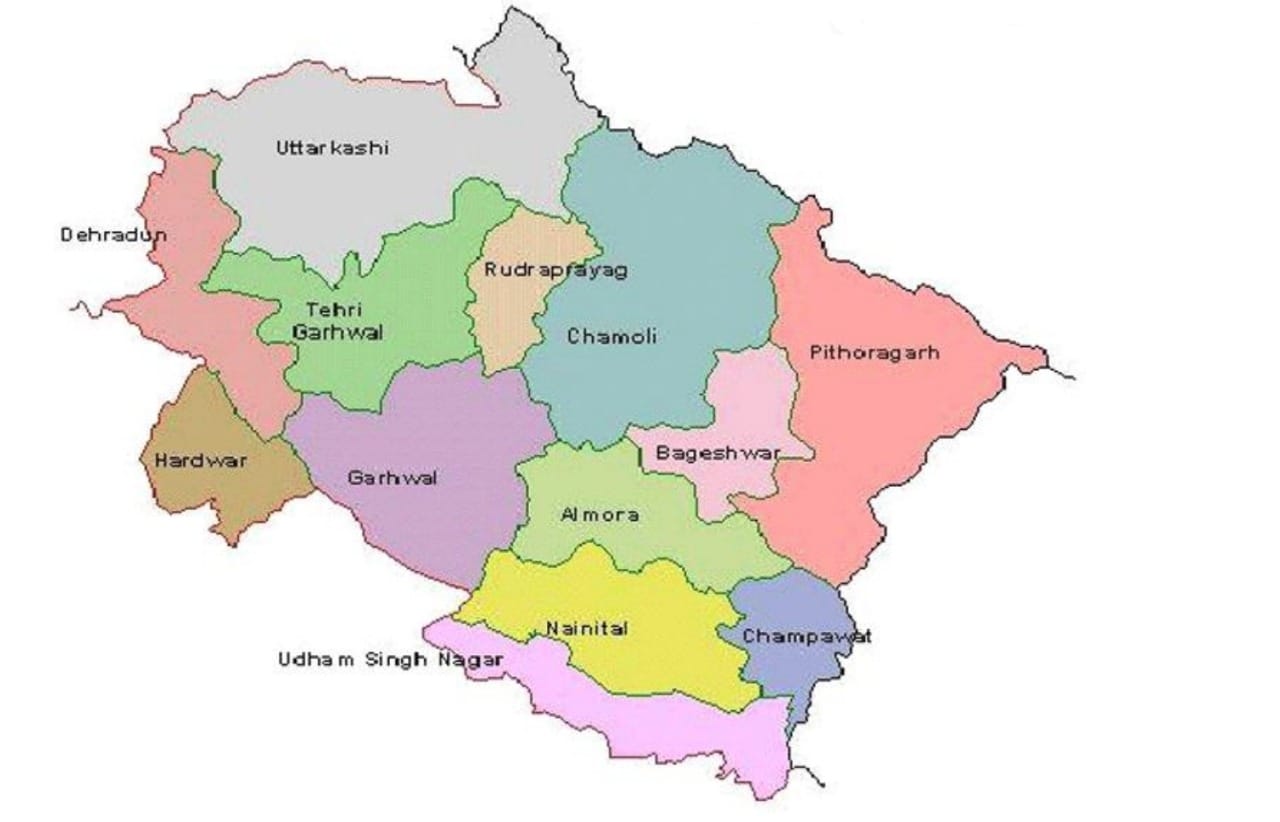 Uttarkashi
Dehradun
Rudraprayag
Tehri
Garhwal
Chamoli
Pithoragarh
Bageshwar
Hardwar
Garhwal
Almora
Nainital
Champawat
Udham Singh Nagar